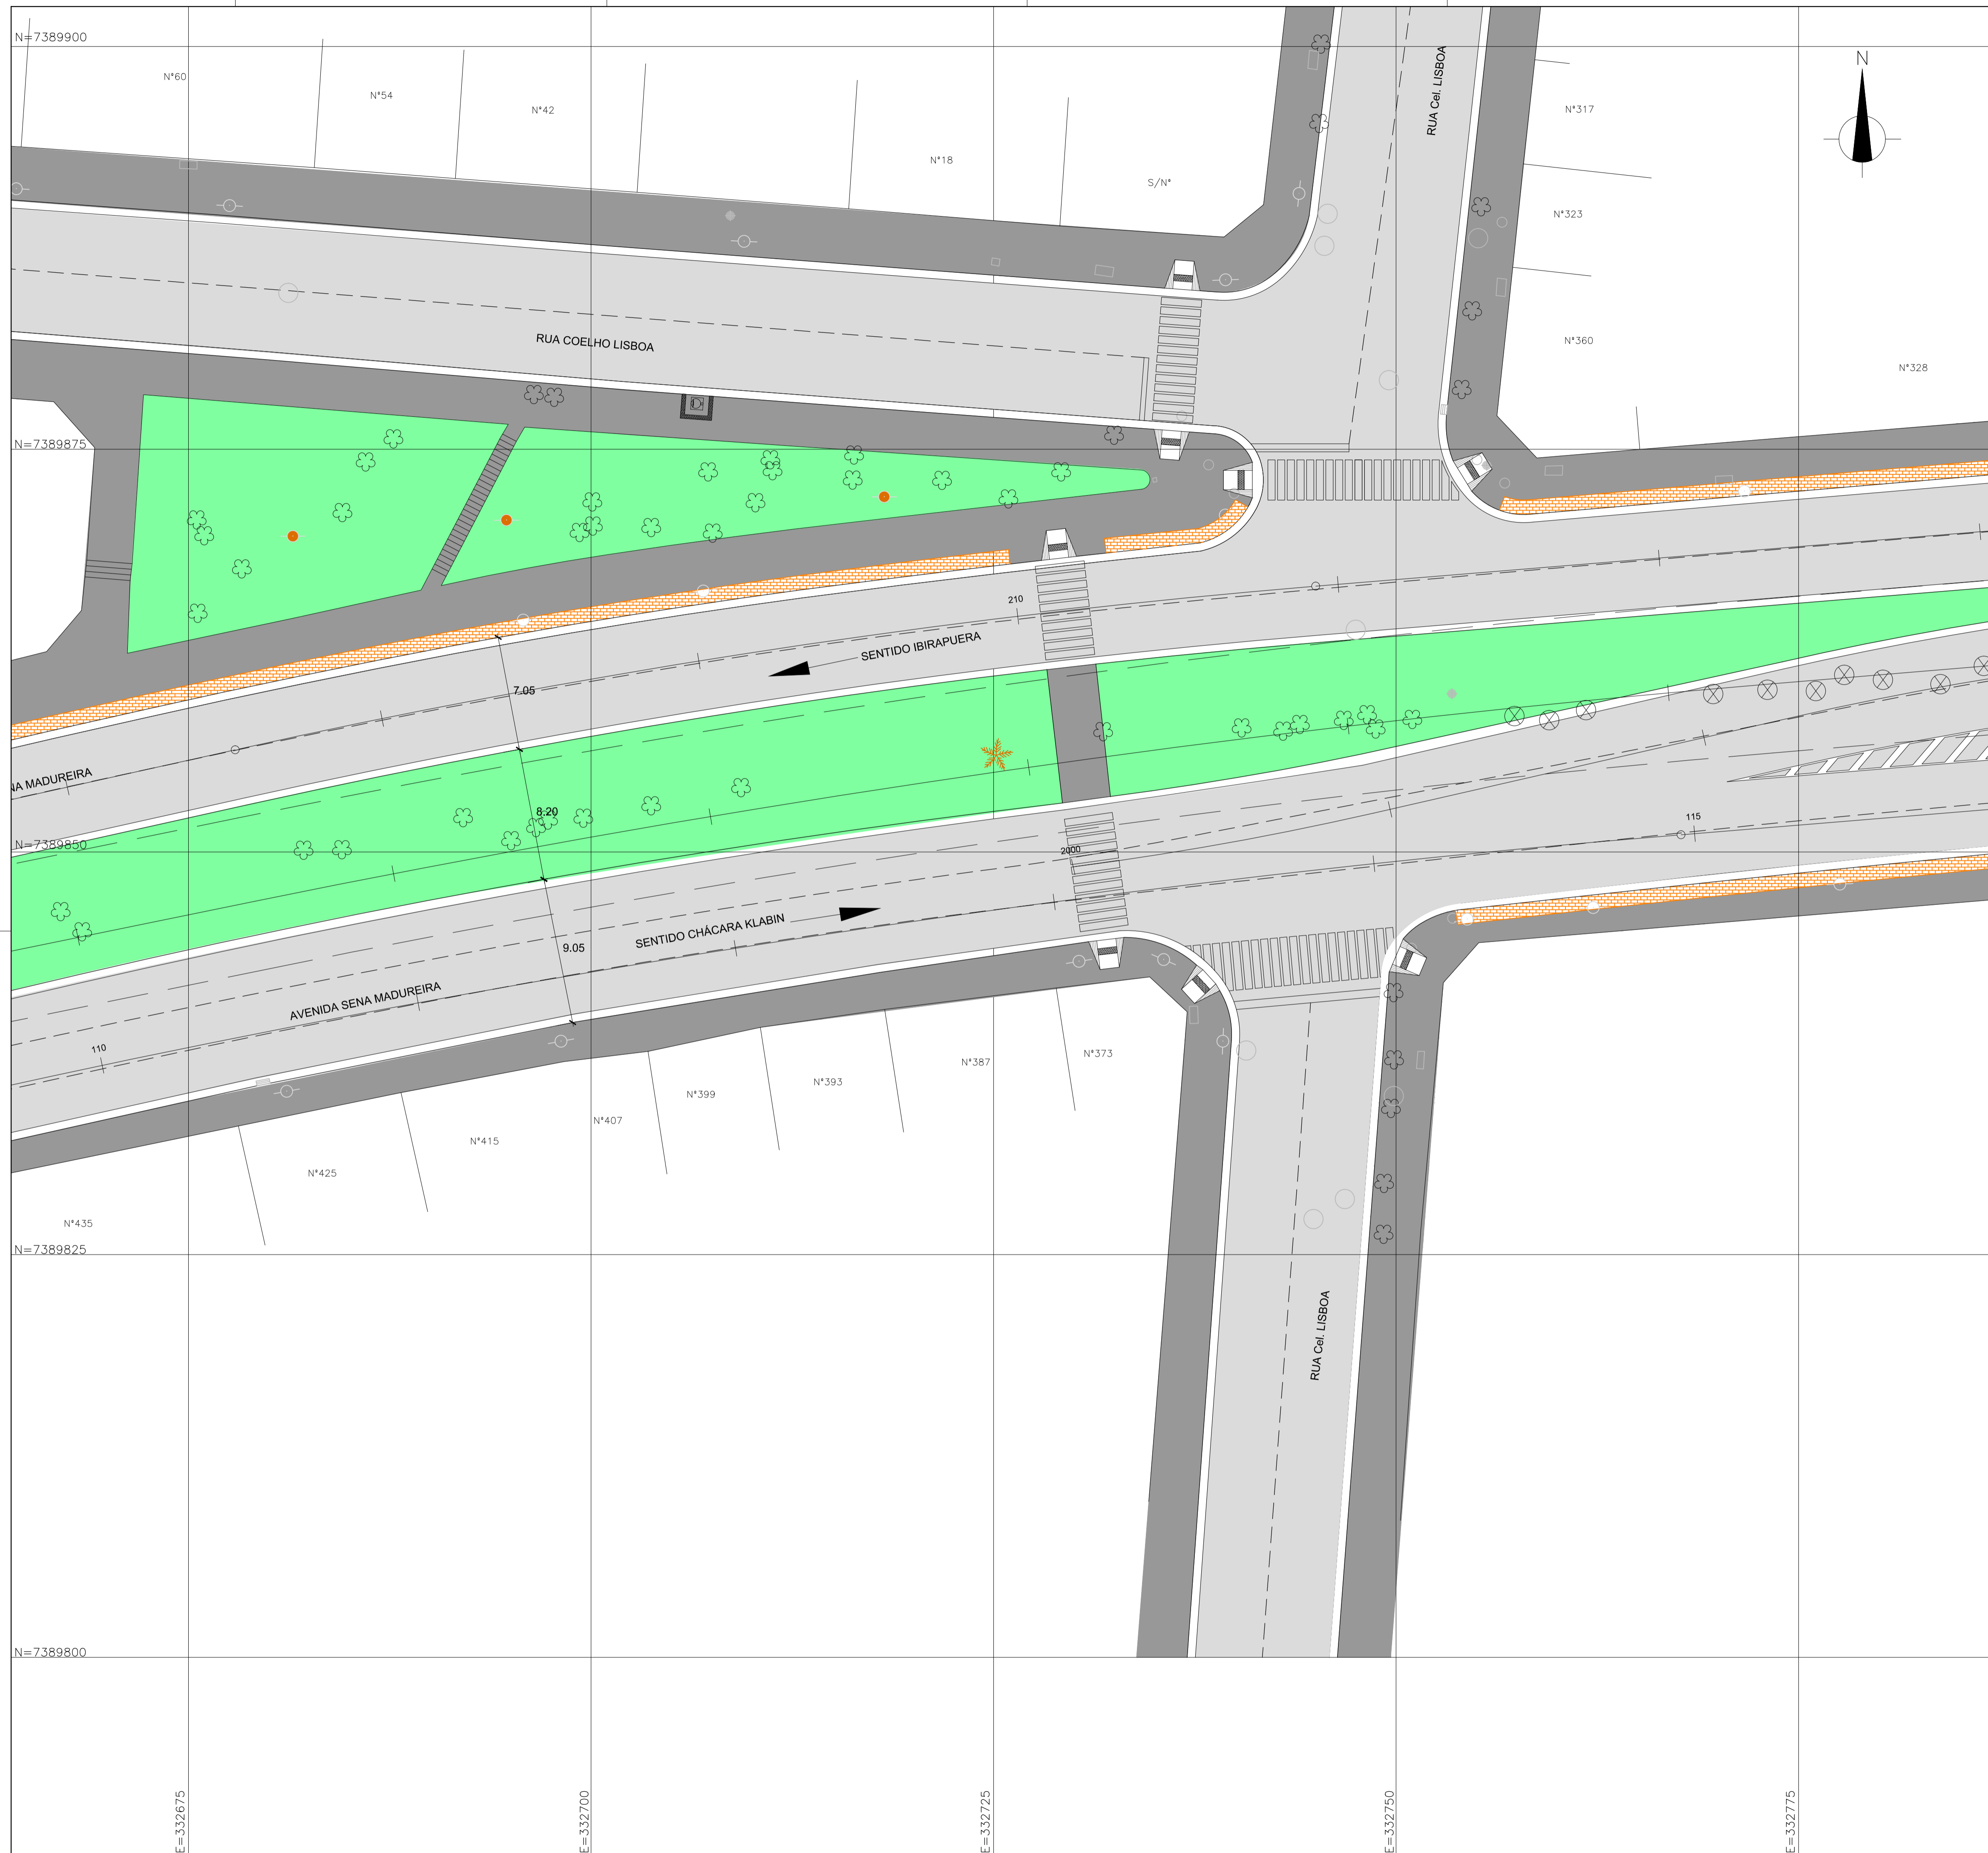 N=7389900
N°60
N°54
N°42
N°18
S/N°
RUA Cel. LISBOA
N
N°317
N°323
N°360
N°328
RUA COELHO LISBOA
N=7389875
210
SENTIDO IBIRAPUERA
7.05
NA MADUREIRA
8.20
N=7389850
2000
115
SENTIDO CHÁCARA KLABIN
9.05
AVENIDA SENA MADUREIRA
110
N°373
N°387
N°393
N°399
N°407
N°415
N°425
N°435
N=7389825
RUA Cel. LISBOA
N=7389800
E=332675
E=332700
E=332725
E=332750
E=332775